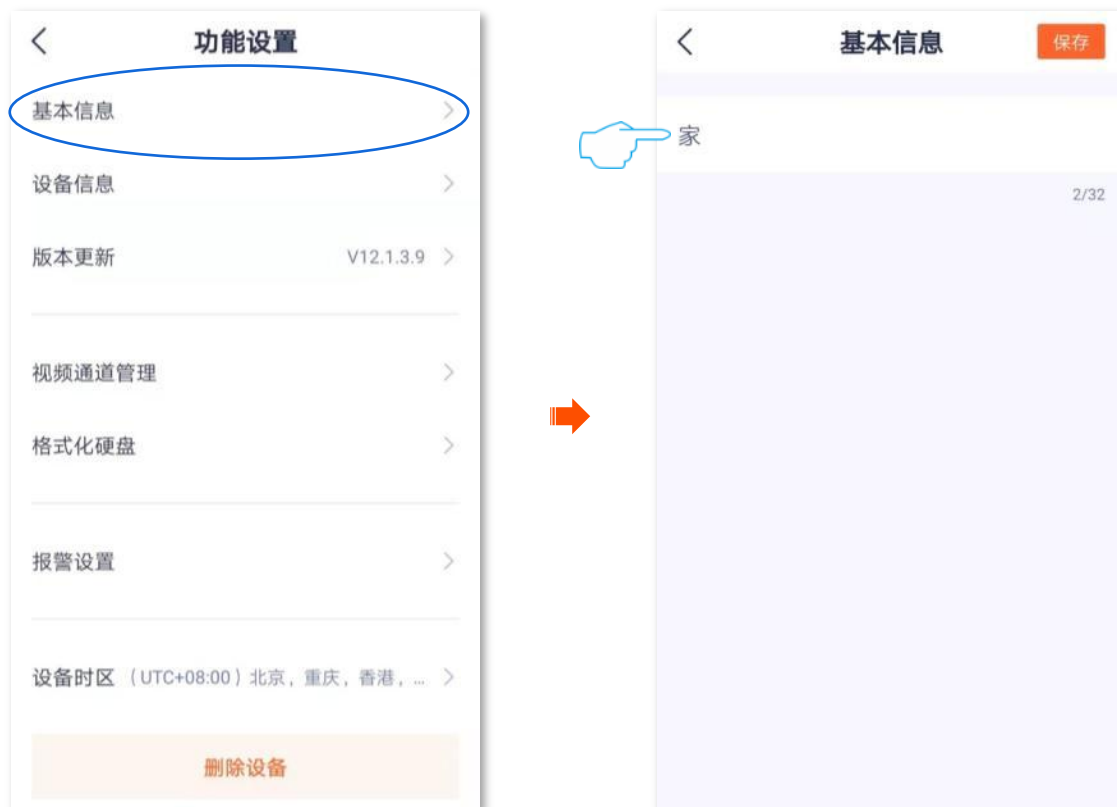 功能设置
基本信息
设备信息
版本更新 V12.1.3.9
视频通道管理
格式化硬盘
报警设置
设备时区（UTC+08:00）北京，重庆，香港，...
删除设备
基本信息 保存
家
2/32